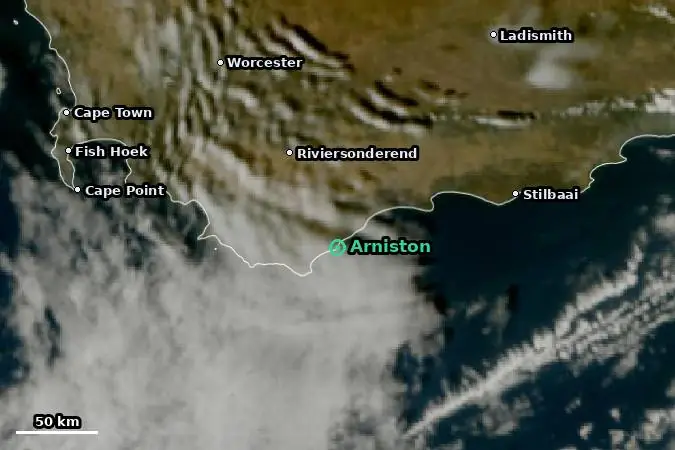 Ladismith
Worcester
Cape Town
Fish Hoek
Riviersonderend
Cape Point
Stilbaai
Arniston
50 km